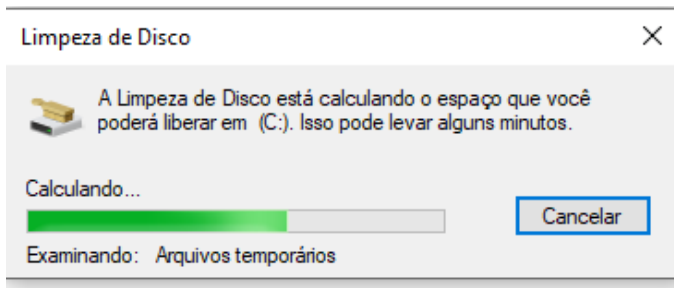 Limpeza de Disco
A Limpeza de Disco está calculando o espaço que você
poderá liberar em  (C:). Isso pode levar alguns minutos.
Calculando...
Cancelar
Examinando:   Arquivos temporários